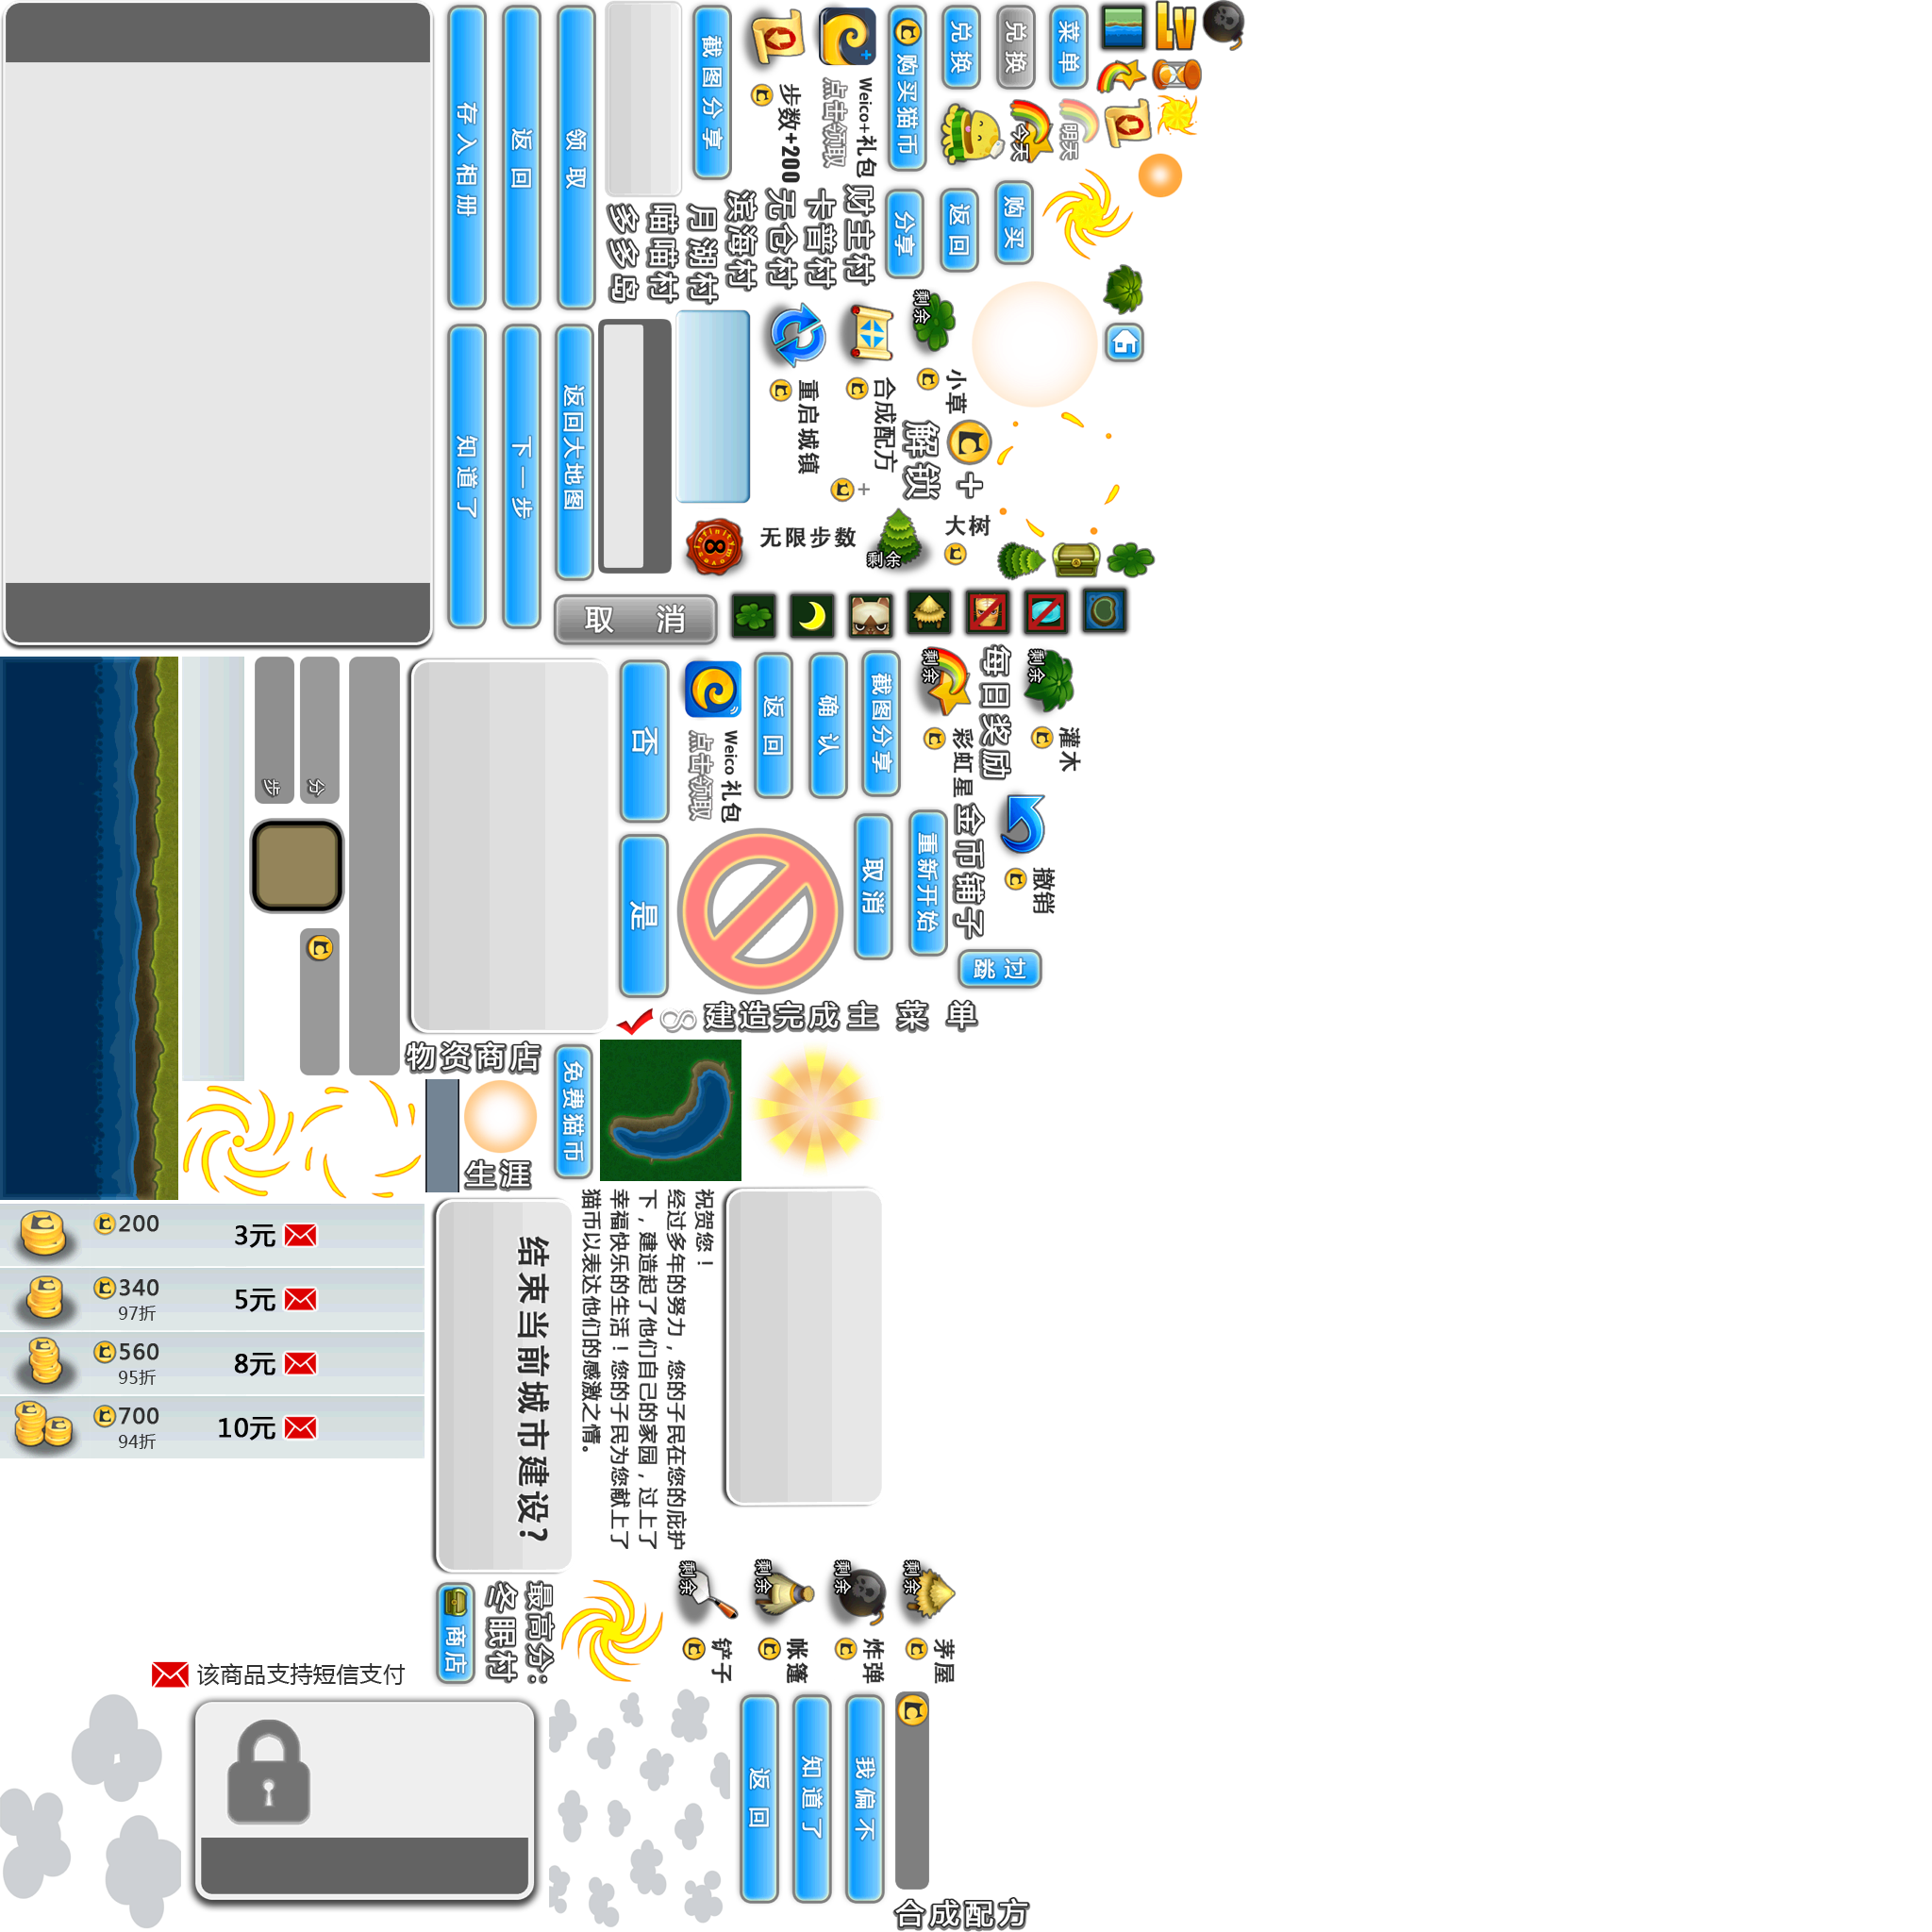 存入相册
返回
领取
截图分享
步数+200
Weico+礼包
点击领取
购买猫币
兑换
兑换
菜单
LV
今天
明天
多多岛
喵喵村
月湖村
滨海村
无仓村
卡普村
财主村
分享
返回
购买
知道了
下一步
返回大地图
重启城镇
合成配方
剩余
小草
解锁
+
+
无限步数
剩余
大树
取 消
步
分
否
是
Weico 礼包
点击领取
返回
确认
截图分享
剩余
彩虹星
每日奖励
剩余
灌木
取消
重新开始
金币铺子
撤销
跳过
建造完成
主 菜 单
物资商店
免费猫币
生涯
200
3元
340
97折
5元
560
95折
8元
700
94折
10元
结束当前城市建设?
祝贺您！
经过多年的努力，您的子民在您的庇护
下，建造起了他们自己的家园，过上了
幸福快乐的生活！您的子民为您献上了
猫币以表达他们的感激之情。
商店
冬眠村
最高分:
剩余
铲子
剩余
帐篷
剩余
炸弹
剩余
茅屋
该商品支持短信支付
返回
知道了
我偏不
合成配方